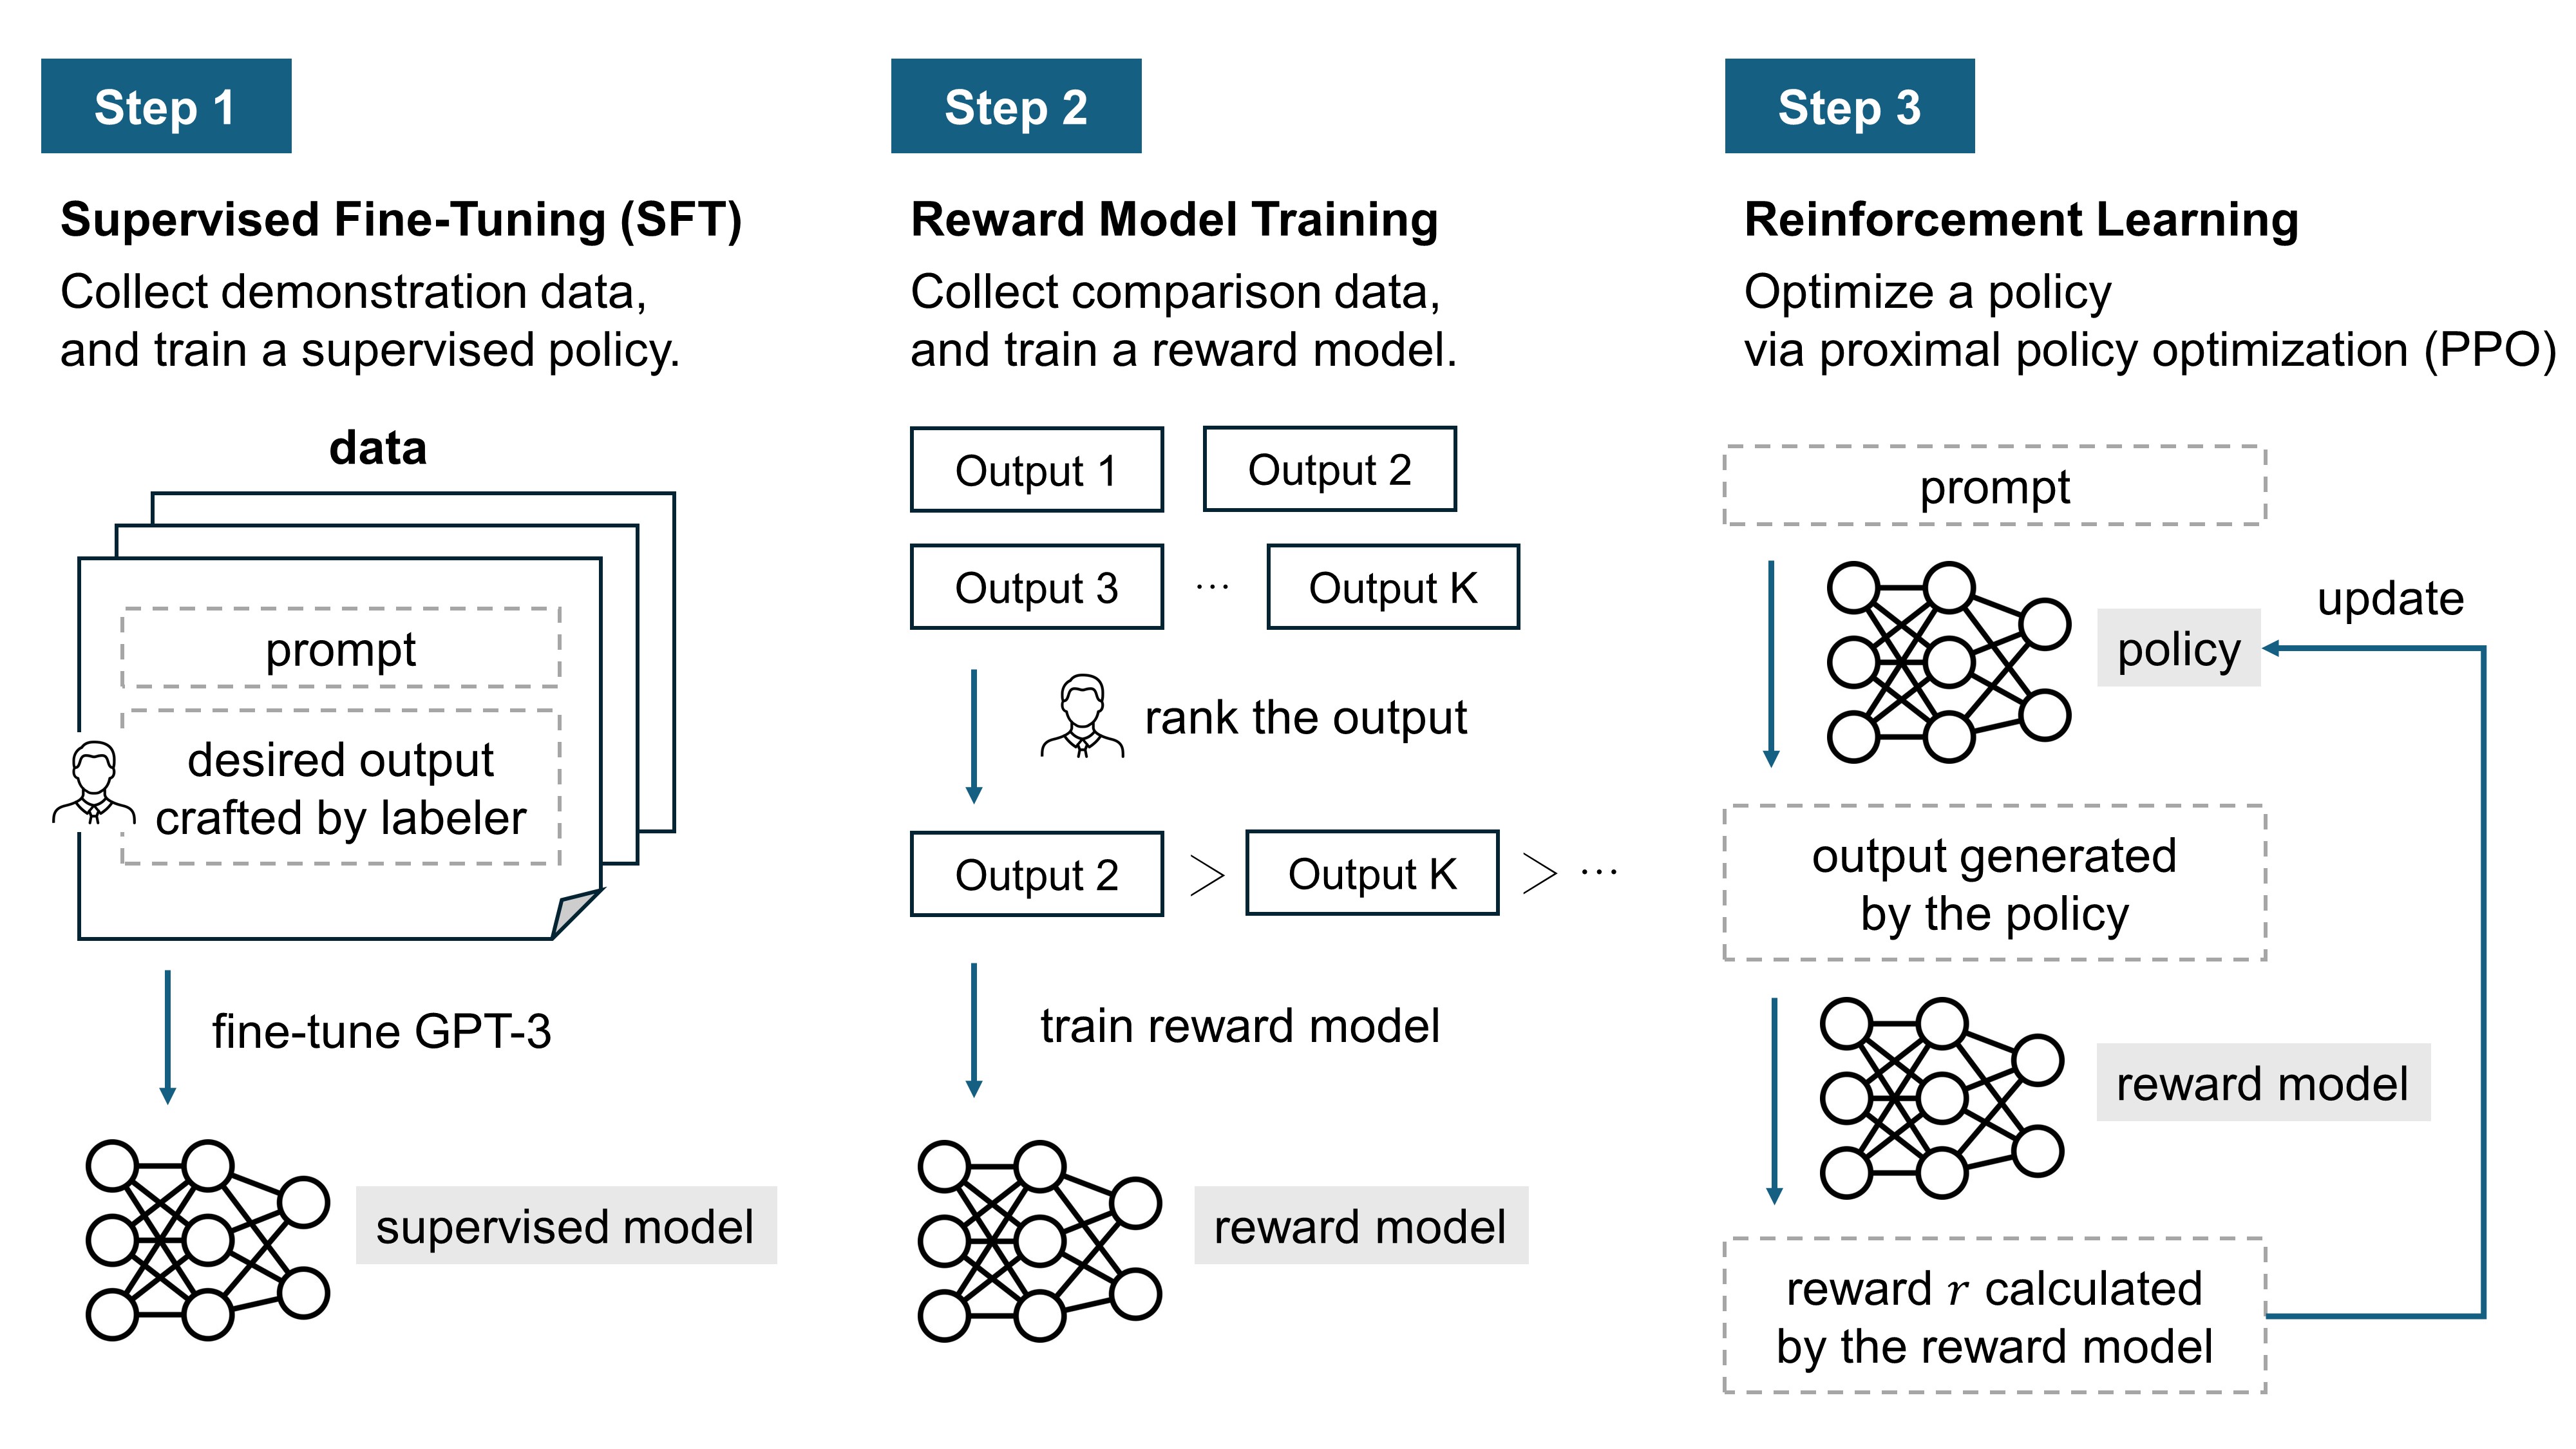 Step 1
Supervised Fine-Tuning (SFT)
Collect demonstration data,
and train a supervised policy.
data
prompt
desired output
crafted by labeler
fine-tune GPT-3
supervised model
Step 2
Reward Model Training
Collect comparison data,
and train a reward model.
Output 1 Output 2
Output 3 ... Output K
rank the output
Output 2 > Output K > ...
train reward model
reward model
Step 3
Reinforcement Learning
Optimize a policy
via proximal policy optimization (PPO)
prompt
update
policy
output generated
by the policy
reward model
reward r calculated
by the reward model